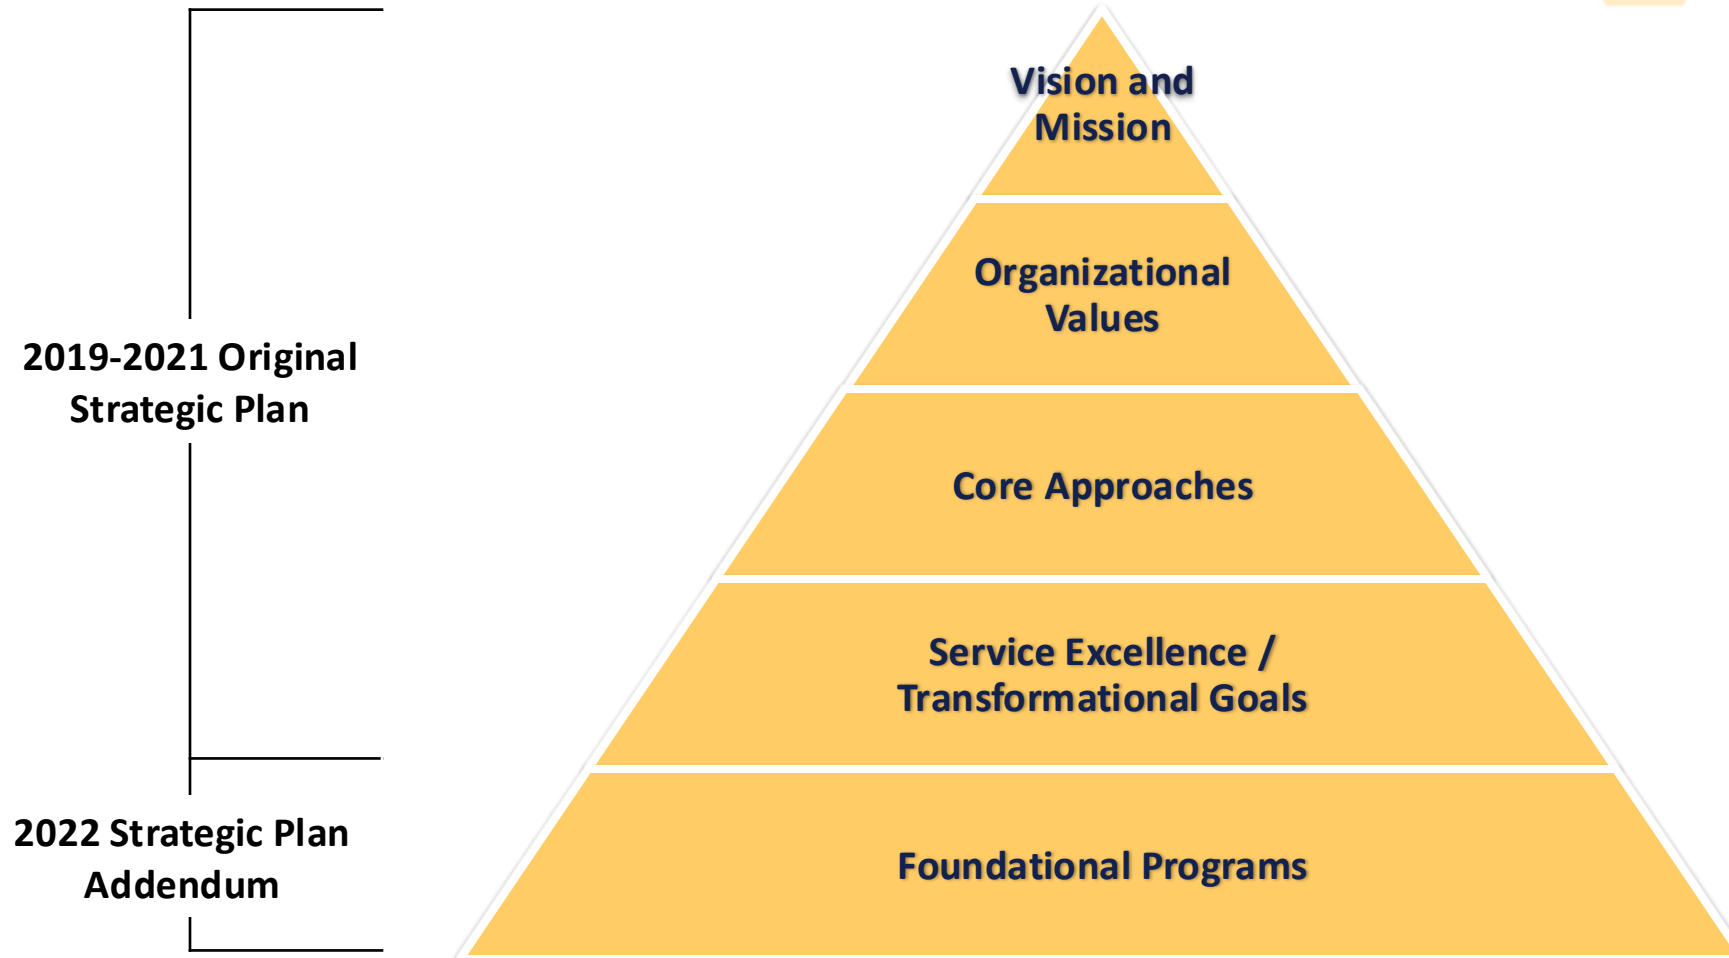 Vision and
Mission
Organizational
Values
2019-2021 Original
Strategic Plan
Core Approaches
Service Excellence /
Transformational Goals
2022 Strategic Plan
Addendum
Foundational Programs